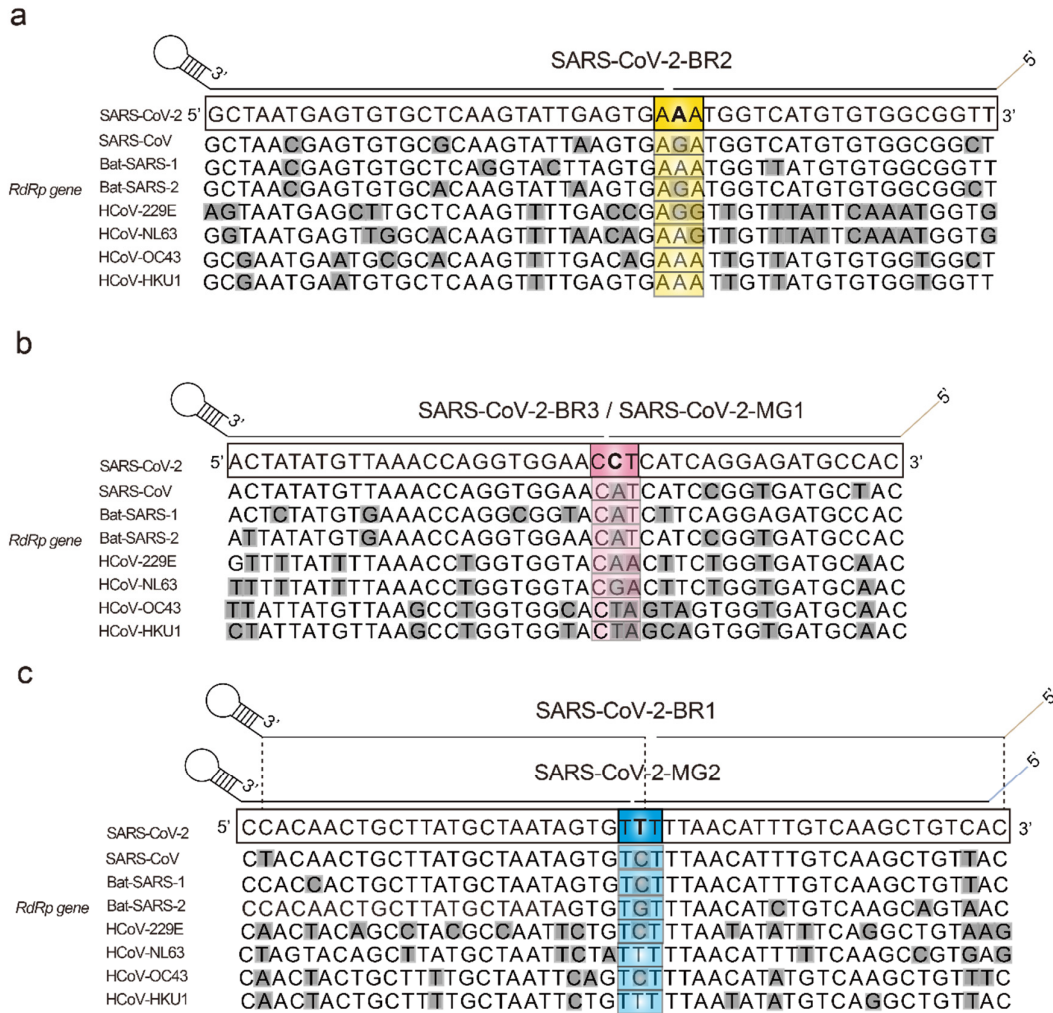 a
SARS-CoV-2-BR2
3’
5’
SARS-CoV-2 5’ GCTAATGAGTGTGCTCAAGTATTGAGTGAAATGGTCATGTGTGGCGGTT 3’
SARS-CoV GCTAACGAGTGTGCGCAAGTATTAAGTGAGATGGTCATGTGTGGCGGCT
Bat-SARS-1 GCTAACGAGTGTGCTCAGGTACTTAGTGAAATGGTTATGTGTGGCGGTT
RdRp gene
Bat-SARS-2 GCTAACGAGTGTGCACAAGTATTAAGTGAGATGGTCATGTGTGGCGGCT
HCoV-229E AGTAATGAGCTTGCTCAAGTTTTGACCGAGGTTGTTTATTCAAATGGTG
HCoV-NL63 GGTAATGAGTTGGCACAAGTTTTAACAGAAGTTGTTTATTCAAATGGTG
HCoV-OC43 GCGAATGAATGCGCACAAGTTTTGACAGAAATTGTTATGTGTGGTGGCT
HCoV-HKU1 GCGAATGAATGTGCTCAAGTTTTGAGTGAAATTGTTATGTGTGGTGGTT
b
SARS-CoV-2-BR3 / SARS-CoV-2-MG1
3’
5’
SARS-CoV-2 5’ ACTATATGTTAAACCAGGTGGAACCTCATCAGGAGATGCCAC 3’
SARS-CoV ACTATATGTTAAACCAGGTGGAACATCATCCGGTGATGCTAC
Bat-SARS-1 ACTCTATGTGAAACCAGGCGGTACATCTTCAGGAGATGCCAC
RdRp gene
Bat-SARS-2 ATTATATGTGAAACCAGGTGGAACATCATCCGGTGATGCCAC
HCoV-229E GTTTTATTTTAAACCTGGTGGTACAACTTCTGGTGATGCAAC
HCoV-NL63 TTTTTATTTTAAACCTGGTGGTACGACTTCTGGTGATGCAAC
HCoV-OC43 TTATTATGTTAAGCCTGGTGGCACTAGTAGTGGTGATGCAAC
HCoV-HKU1 CTATTATGTTAAGCCTGGTGGTACTAGCAGTGGTGATGCAAC
c
SARS-CoV-2-BR1
3’
5’
SARS-CoV-2-MG2
3’
5’
SARS-CoV-2 5’ CCACAACTGCTTATGCTAATAGTGTTTTTAACATTTGTCAAGCTGTCAC 3’
SARS-CoV CTACAACTGCTTATGCTAATAGTGTCTTTAACATTTGTCAAGCTGTTAC
Bat-SARS-1 CCACCACTGCTTATGCTAATAGTGTCTTTAACATTTGTCAAGCTGTTAC
RdRp gene
Bat-SARS-2 CCACAACTGCTTATGCTAATAGTGTGTTTAACATCTGTCAAGCAGTAAC
HCoV-229E CAACTACAGCCTACGCCAATTCTGTCTTTAATATATTTCAGGCTGTAAG
HCoV-NL63 CTAGTACAGCTTATGCTAATTCTATTTTTAACATTTTTCAAGCCGTGAG
HCoV-OC43 CAACTACTGCTTTTGCTAATTCAGTCTTTAACATATGTCAAGCTGTTTC
HCoV-HKU1 CAACTACTGCTTTTGCTAATTCTGTTTTTAATATATGTCAGGCTGTTAC